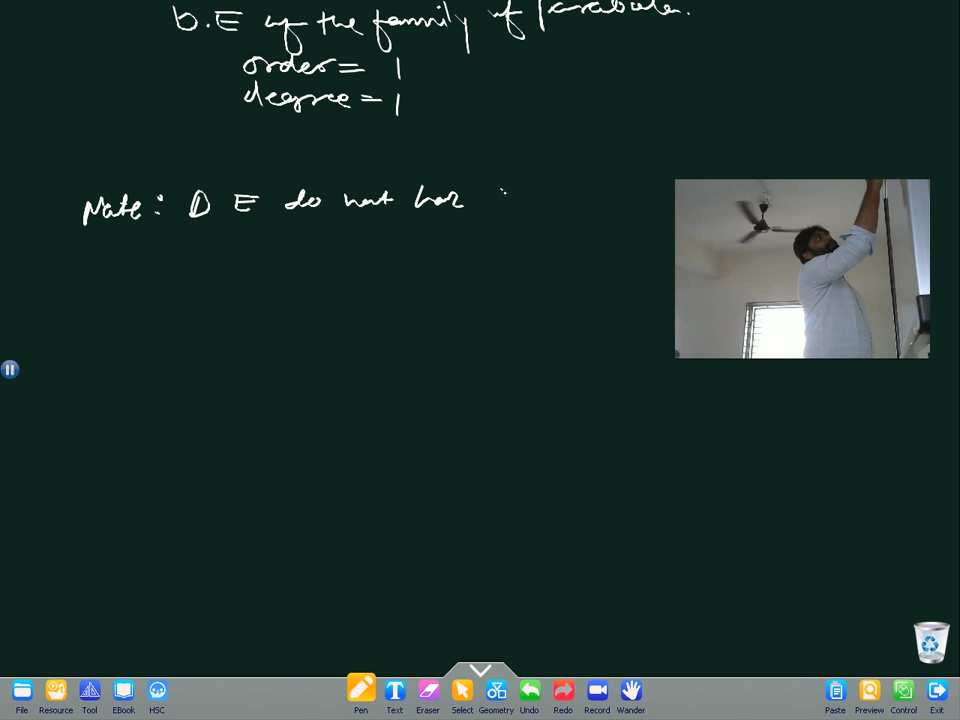 D.E of the family of Parabola.
order = 1
degree = 1
Note: D E do not has
File Resource Tool EBook HSC Pen Text Eraser Select Geometry Undo Redo Record Wander Paste Preview Control Exit